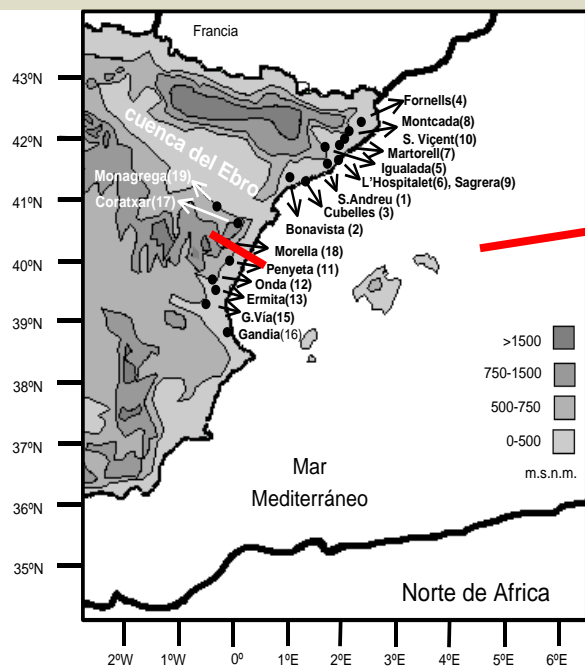 Francia
43ºN
Fornells(4)
Montcada(8)
42ºN
S. Viçent(10)
Martorell(7)
Igualada(5)
L'Hospitalet(6), Sagrera(9)
cuenca del Ebro
Monagrega(19)
Coratxar(17)
S.Andreu (1)
Cubelles (3)
Bonavista (2)
41ºN
Morella (18)
40ºN
Penyeta (11)
Onda (12)
Ermita(13)
G.Vía(15)
39ºN
Gandia(16)
>1500
750-1500
500-750
0-500
m.s.n.m.
38ºN
37ºN
Mar
Mediterráneo
36ºN
35ºN
Norte de Africa
2ºW 1ºW 0º 1ºE 2ºE 3ºE 4ºE 5ºE 6ºE